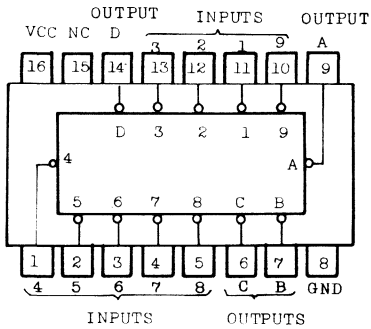 OUTPUT INPUTS OUTPUT
VCC NC D 3 2 1 9 A
16 15 14 13 12 11 10 9
D 3 2 1 9
4 A
5 6 7 8 C B
1 2 3 4 5 6 7 8
4 5 6 7 8 C B GND
INPUTS OUTPUTS